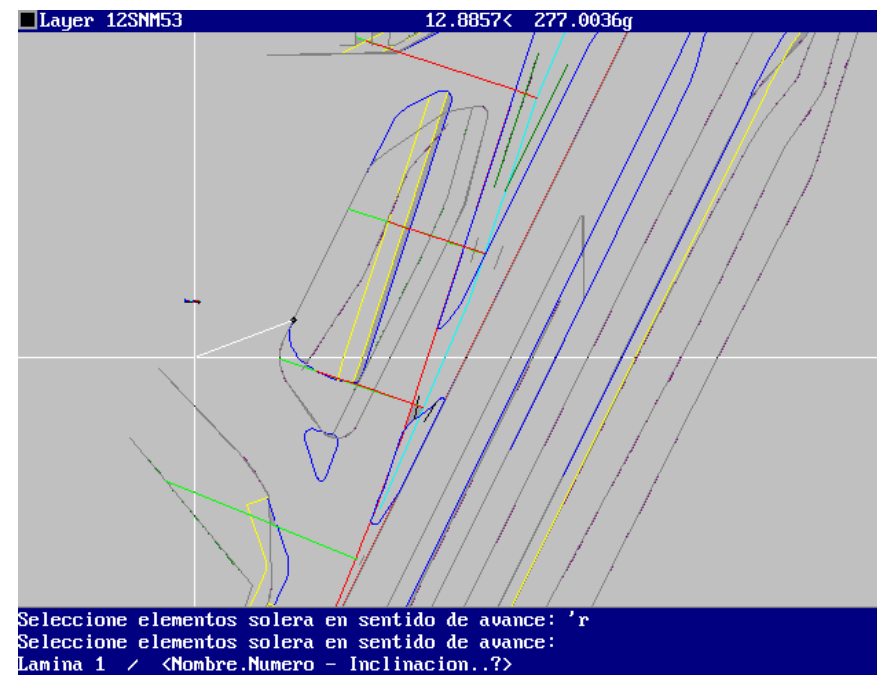 Layer 12SNM53 12.8857< 277.0036g
Seleccione elementos solera en sentido de avance: 'r
Seleccione elementos solera en sentido de avance:
Lamina 1 / <Nombre.Numero - Inclinacion..?>